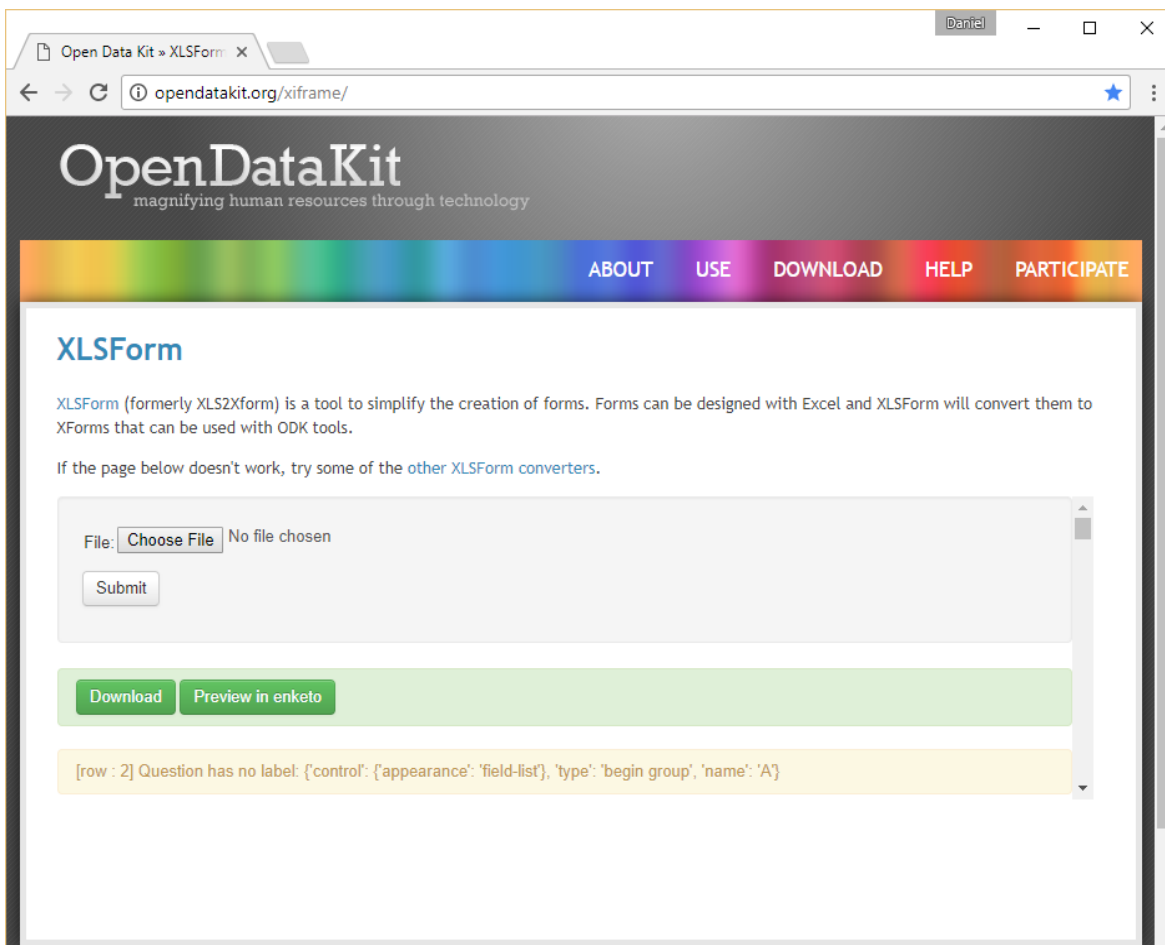 Daniel
Open Data Kit » XLSForm
opendatakit.org/xiframe/
OpenDataKit
magnifying human resources through technology
ABOUT USE DOWNLOAD HELP PARTICIPATE
XLSForm
XLSForm (formerly XLS2Xform) is a tool to simplify the creation of forms. Forms can be designed with Excel and XLSForm will convert them to
XForms that can be used with ODK tools.
If the page below doesn't work, try some of the other XLSForm converters.
File: Choose File No file chosen
Submit
Download Preview in enketo
[row : 2] Question has no label: {'control': {'appearance': 'field-list'}, 'type': 'begin group', 'name': 'A'}